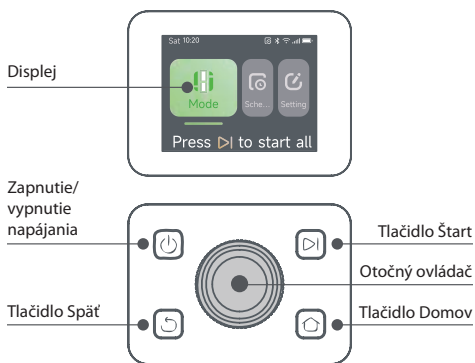 Sat 10:20
Displej
Mode
Sche...
Setting
Press to start all
Zapnutie/
vypnutie
napájania
Tlačidlo Štart
Otočný ovládač
Tlačidlo Späť
Tlačidlo Domov